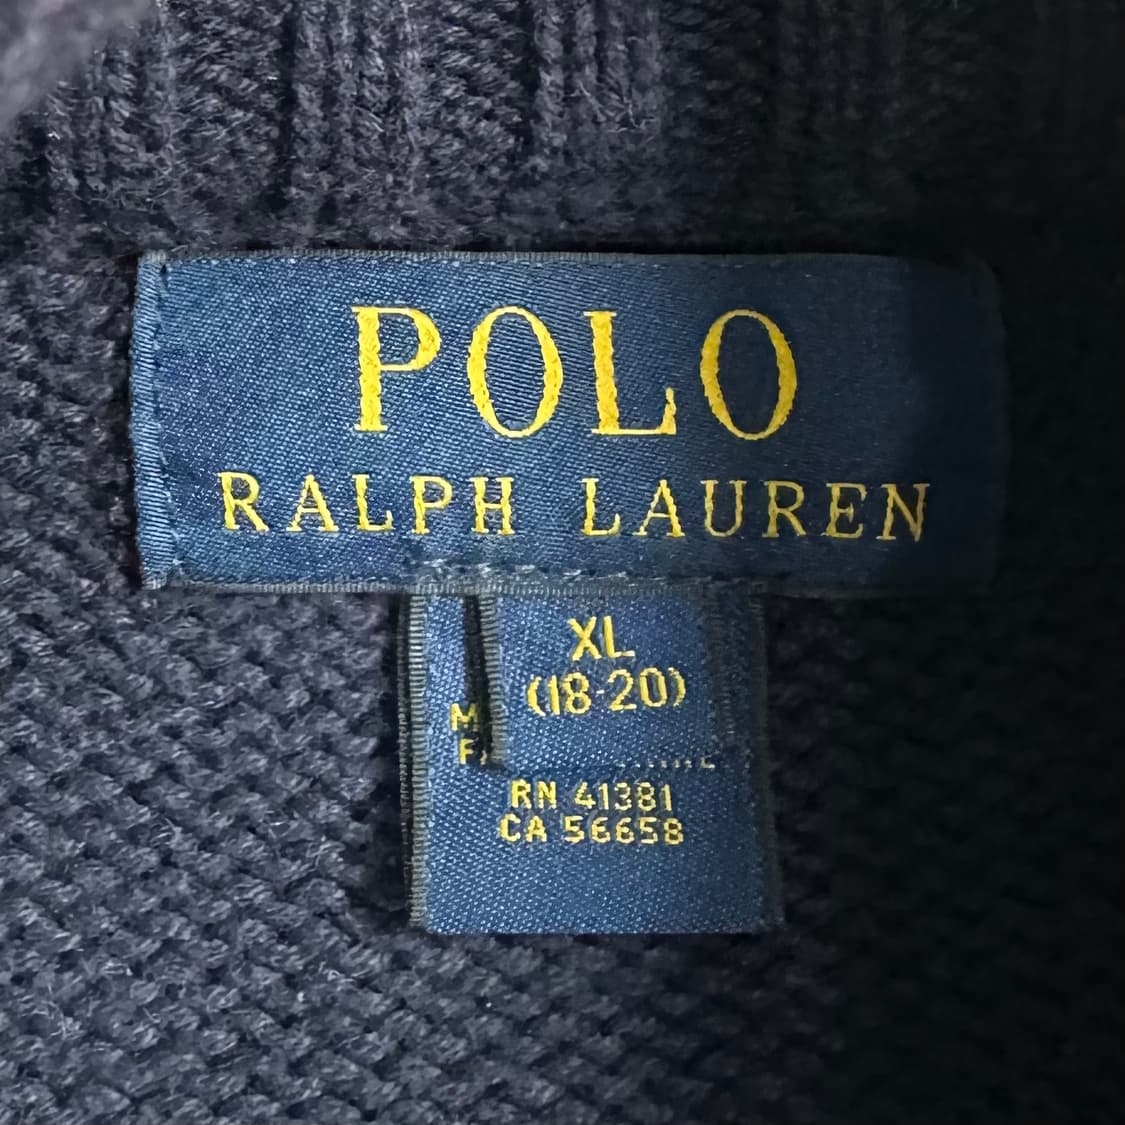 POLO
RALPH LAUREN
XL
(18-20)
RN 41381
CA 56658